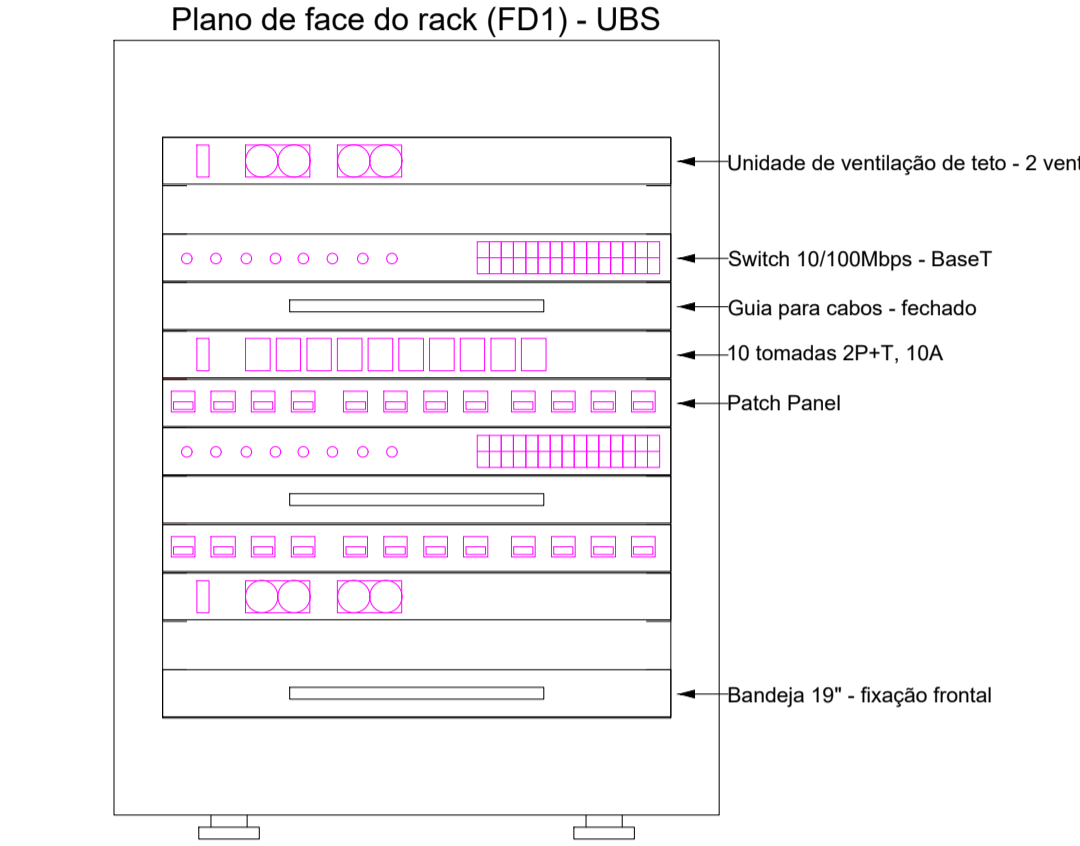 Plano de face do rack (FD1) - UBS
Unidade de ventilação de teto - 2
Switch 10/100Mbps - BaseT
Guia para cabos - fechado
10 tomadas 2P+T, 10A
Patch Panel
Bandeja 19" - fixação frontal